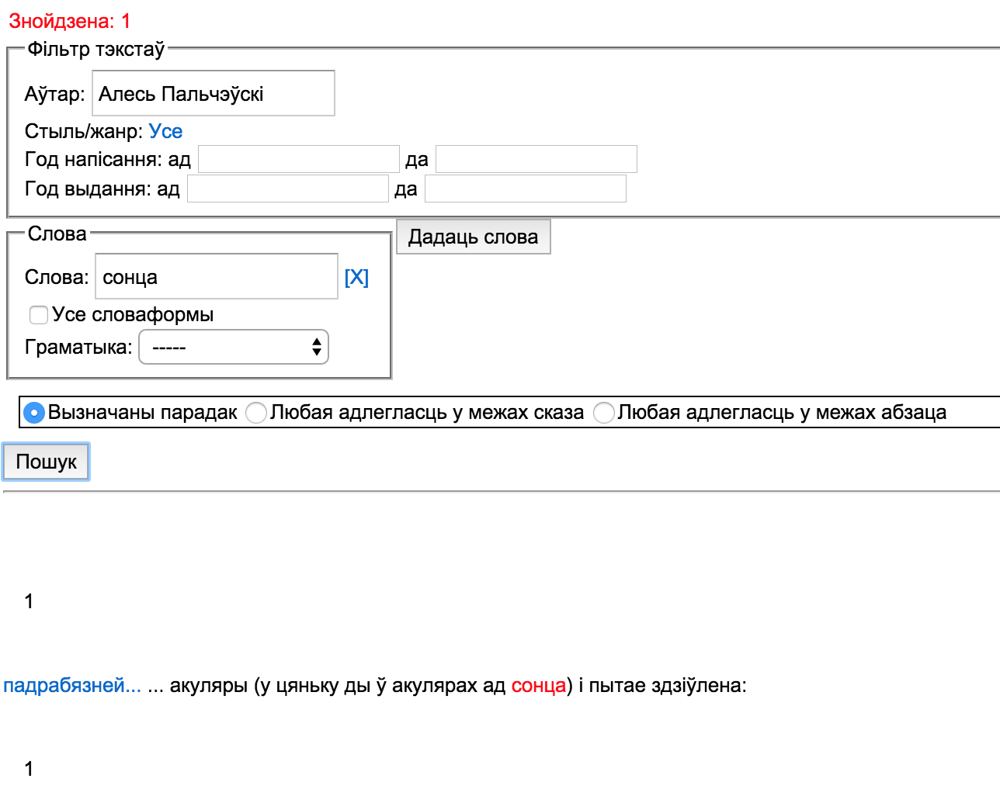 Знойдзена: 1
Фільтр тэкстаў
Аўтар: Алесь Пальчэўскі
Стыль/жанр: Усе
Год напісання: ад да
Год выдання: ад да
Слова
Дадаць слова
Слова: сонца [X]
Усе словаформы
Граматыка: -----
Вызначаны парадак Любая адлегласць у межах сказа Любая адлегласць у межах абзаца
Пошук
1
падрабязней... ... акуляры (у цяньку ды ў акулярах ад сонца) і пытае здзіўлена:
1